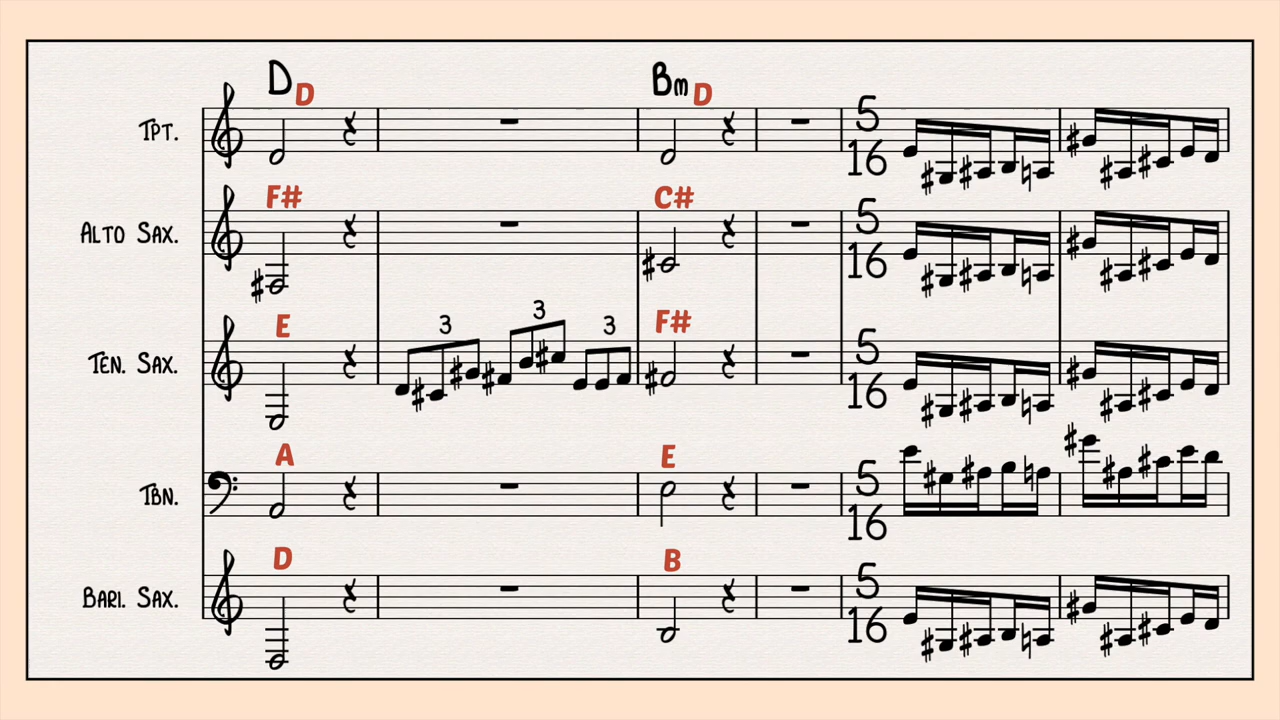 D D Bm D
TPT. 5 16
F# C#
ALTO SAX. 5 16
E 3 3 3 F#
TEN. SAX. 5 16
A E
TBN. 5 16
D B
BARI. SAX. 5 16